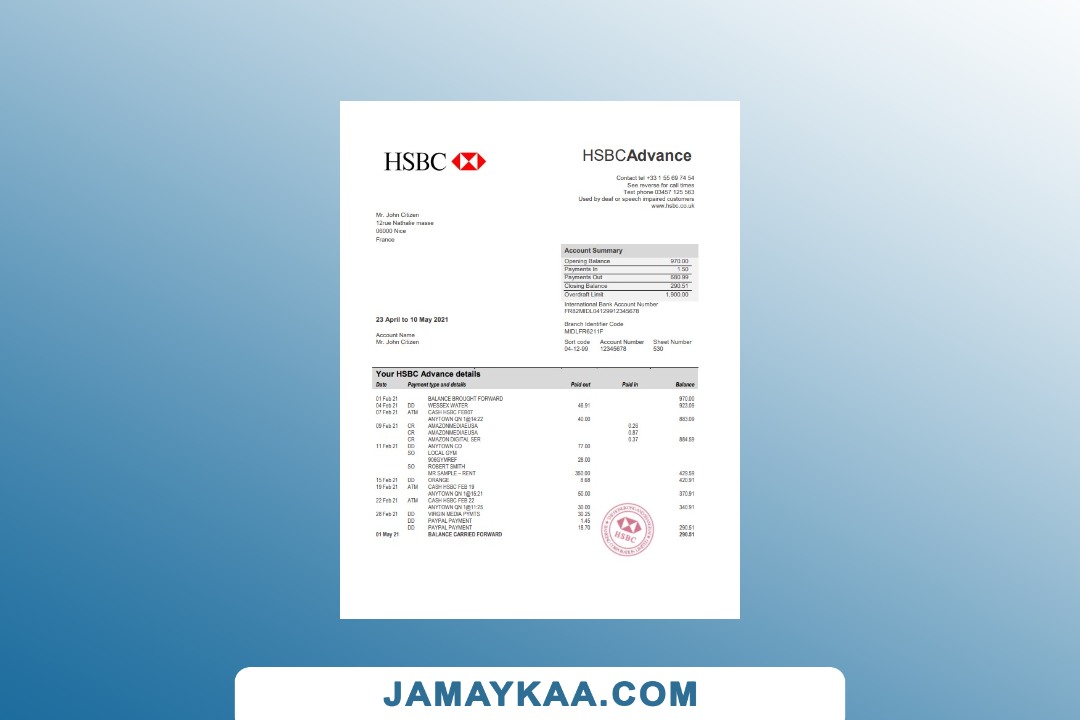 HSBC
HSBCAdvance
Contact tel +33 1 55 69 74 54
See reverse for call times
Text phone 03457 125 563
Used by deaf or speech impaired customers
www.hsbc.co.uk
Mr. John Citizen
12rue Nathalie masse
06000 Nice
France
Account Summary
Opening Balance 970.00
Payments In 1.50
Payments Out 680.99
Closing Balance 290.51
Overdraft Limit 1,900.00
International Bank Account Number
FR82MIDL04129912345678
Branch Identifier Code
MIDLFR6211F
23 April to 10 May 2021
Account Name
Mr. John Citizen
Sort code Account Number Sheet Number
04-12-99 12345678 530
Your HSBC Advance details
Date Payment type and details Paid out Paid in Balance
01 Feb 21 BALANCE BROUGHT FORWARD 970.00
04 Feb 21 DD WESSEX WATER 46.91 923.09
07 Feb 21 ATM CASH HSBC FEB07
ANYTOWN QN 1@14:22 40.00 883.09
09 Feb 21 CR AMAZONMEDIAEUSA 0.26
CR AMAZONMEDIAEUSA 0.87
CR AMAZON DIGITAL SER 0.37 884.59
11 Feb 21 DD ANYTOWN CO 77.00
SO LOCAL GYM
906GYMREF 28.00
SO ROBERT SMITH
MR SAMPLE – RENT 350.00 429.59
15 Feb 21 DD ORANGE 8.68 420.91
19 Feb 21 ATM CASH HSBC FEB 19
ANYTOWN QN 1@15:21 50.00 370.91
22 Feb 21 ATM CASH HSBC FEB 22
ANYTOWN QN 1@11:25 30.00 340.91
28 Feb 21 DD VIRGIN MEDIA PYMTS 30.25
DD PAYPAL PAYMENT 1.45
DD PAYPAL PAYMENT 18.70 290.51
01 May 21 BALANCE CARRIED FORWARD 290.51
HSBC
JAMAYKAA.COM